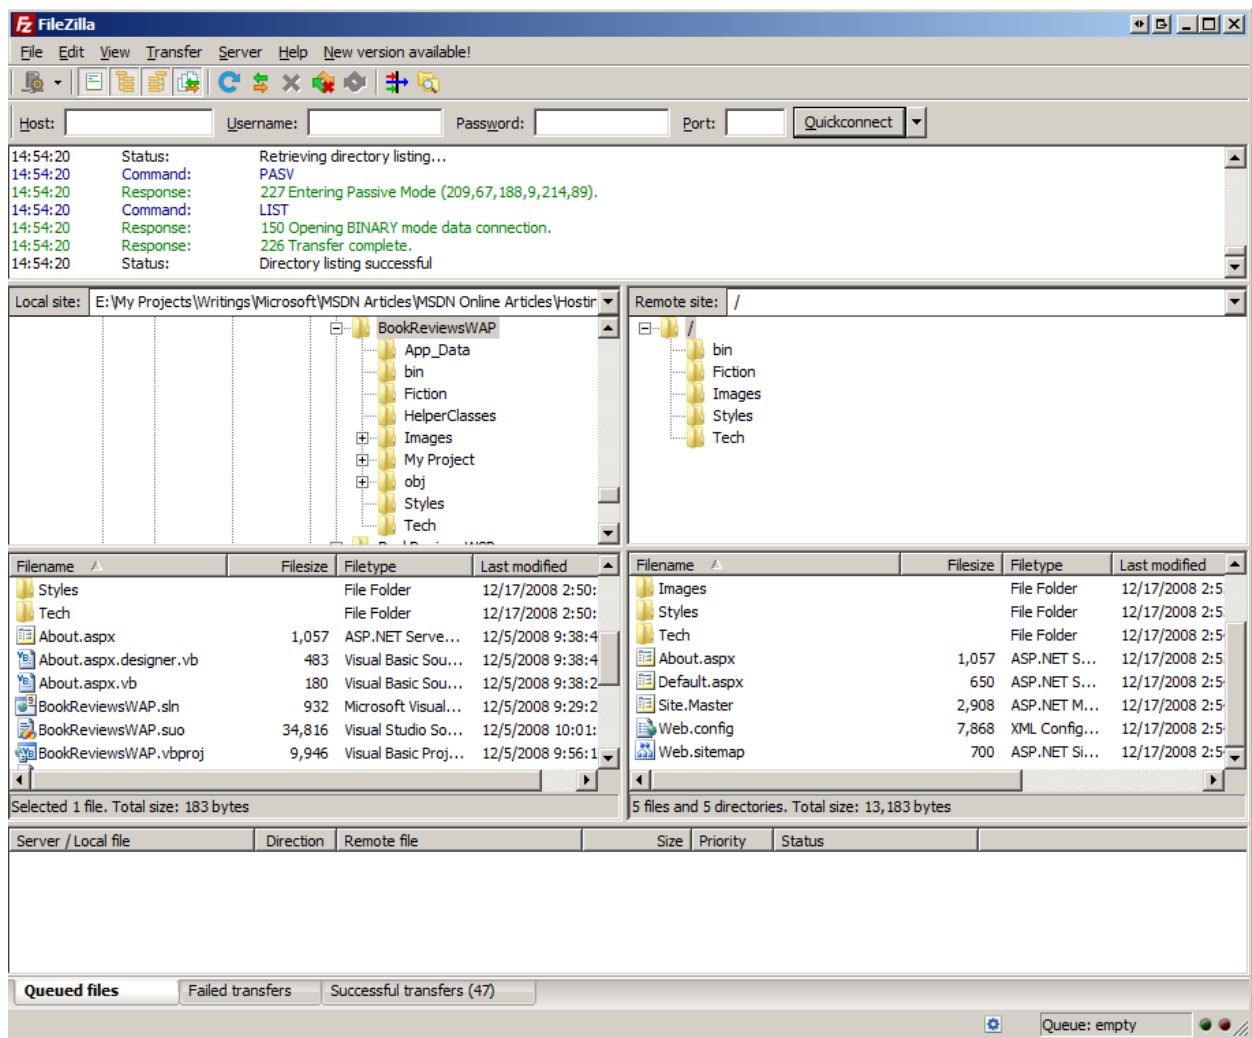 FileZilla
File Edit View Transfer Server Help New version available!
Host: Username: Password: Port: Quickconnect
14:54:20 Status: Retrieving directory listing...
14:54:20 Command: PASV
14:54:20 Response: 227 Entering Passive Mode (209,67,188,9,214,89).
14:54:20 Command: LIST
14:54:20 Response: 150 Opening BINARY mode data connection.
14:54:20 Response: 226 Transfer complete.
14:54:20 Status: Directory listing successful
Local site: E:\My Projects\Writings\Microsoft\MSDN Articles\MSDN Online Articles\Hostin
BookReviewsWAP
App_Data
bin
Fiction
HelperClasses
Images
My Project
obj
Styles
Tech
Remote site: /
/
bin
Fiction
Images
Styles
Tech
Filename Filesize Filetype Last modified
Styles File Folder 12/17/2008 2:50:
Tech File Folder 12/17/2008 2:50:
About.aspx 1,057 ASP.NET Serve... 12/5/2008 9:38:4
About.aspx.designer.vb 483 Visual Basic Sou... 12/5/2008 9:38:4
About.aspx.vb 180 Visual Basic Sou... 12/5/2008 9:38:2
BookReviewsWAP.sln 932 Microsoft Visual... 12/5/2008 9:29:2
BookReviewsWAP.suo 34,816 Visual Studio So... 12/5/2008 10:01:
BookReviewsWAP.vbproj 9,946 Visual Basic Proj... 12/5/2008 9:56:1
Selected 1 file. Total size: 183 bytes
Filename Filesize Filetype Last modified
Images File Folder 12/17/2008 2:5
Styles File Folder 12/17/2008 2:5
Tech File Folder 12/17/2008 2:5
About.aspx 1,057 ASP.NET S... 12/17/2008 2:5
Default.aspx 650 ASP.NET S... 12/17/2008 2:5
Site.Master 2,908 ASP.NET M... 12/17/2008 2:5
Web.config 7,868 XML Config... 12/17/2008 2:5
Web.sitemap 700 ASP.NET Si... 12/17/2008 2:5
5 files and 5 directories. Total size: 13,183 bytes
Server / Local file Direction Remote file Size Priority Status
Queued files Failed transfers Successful transfers (47)
Queue: empty